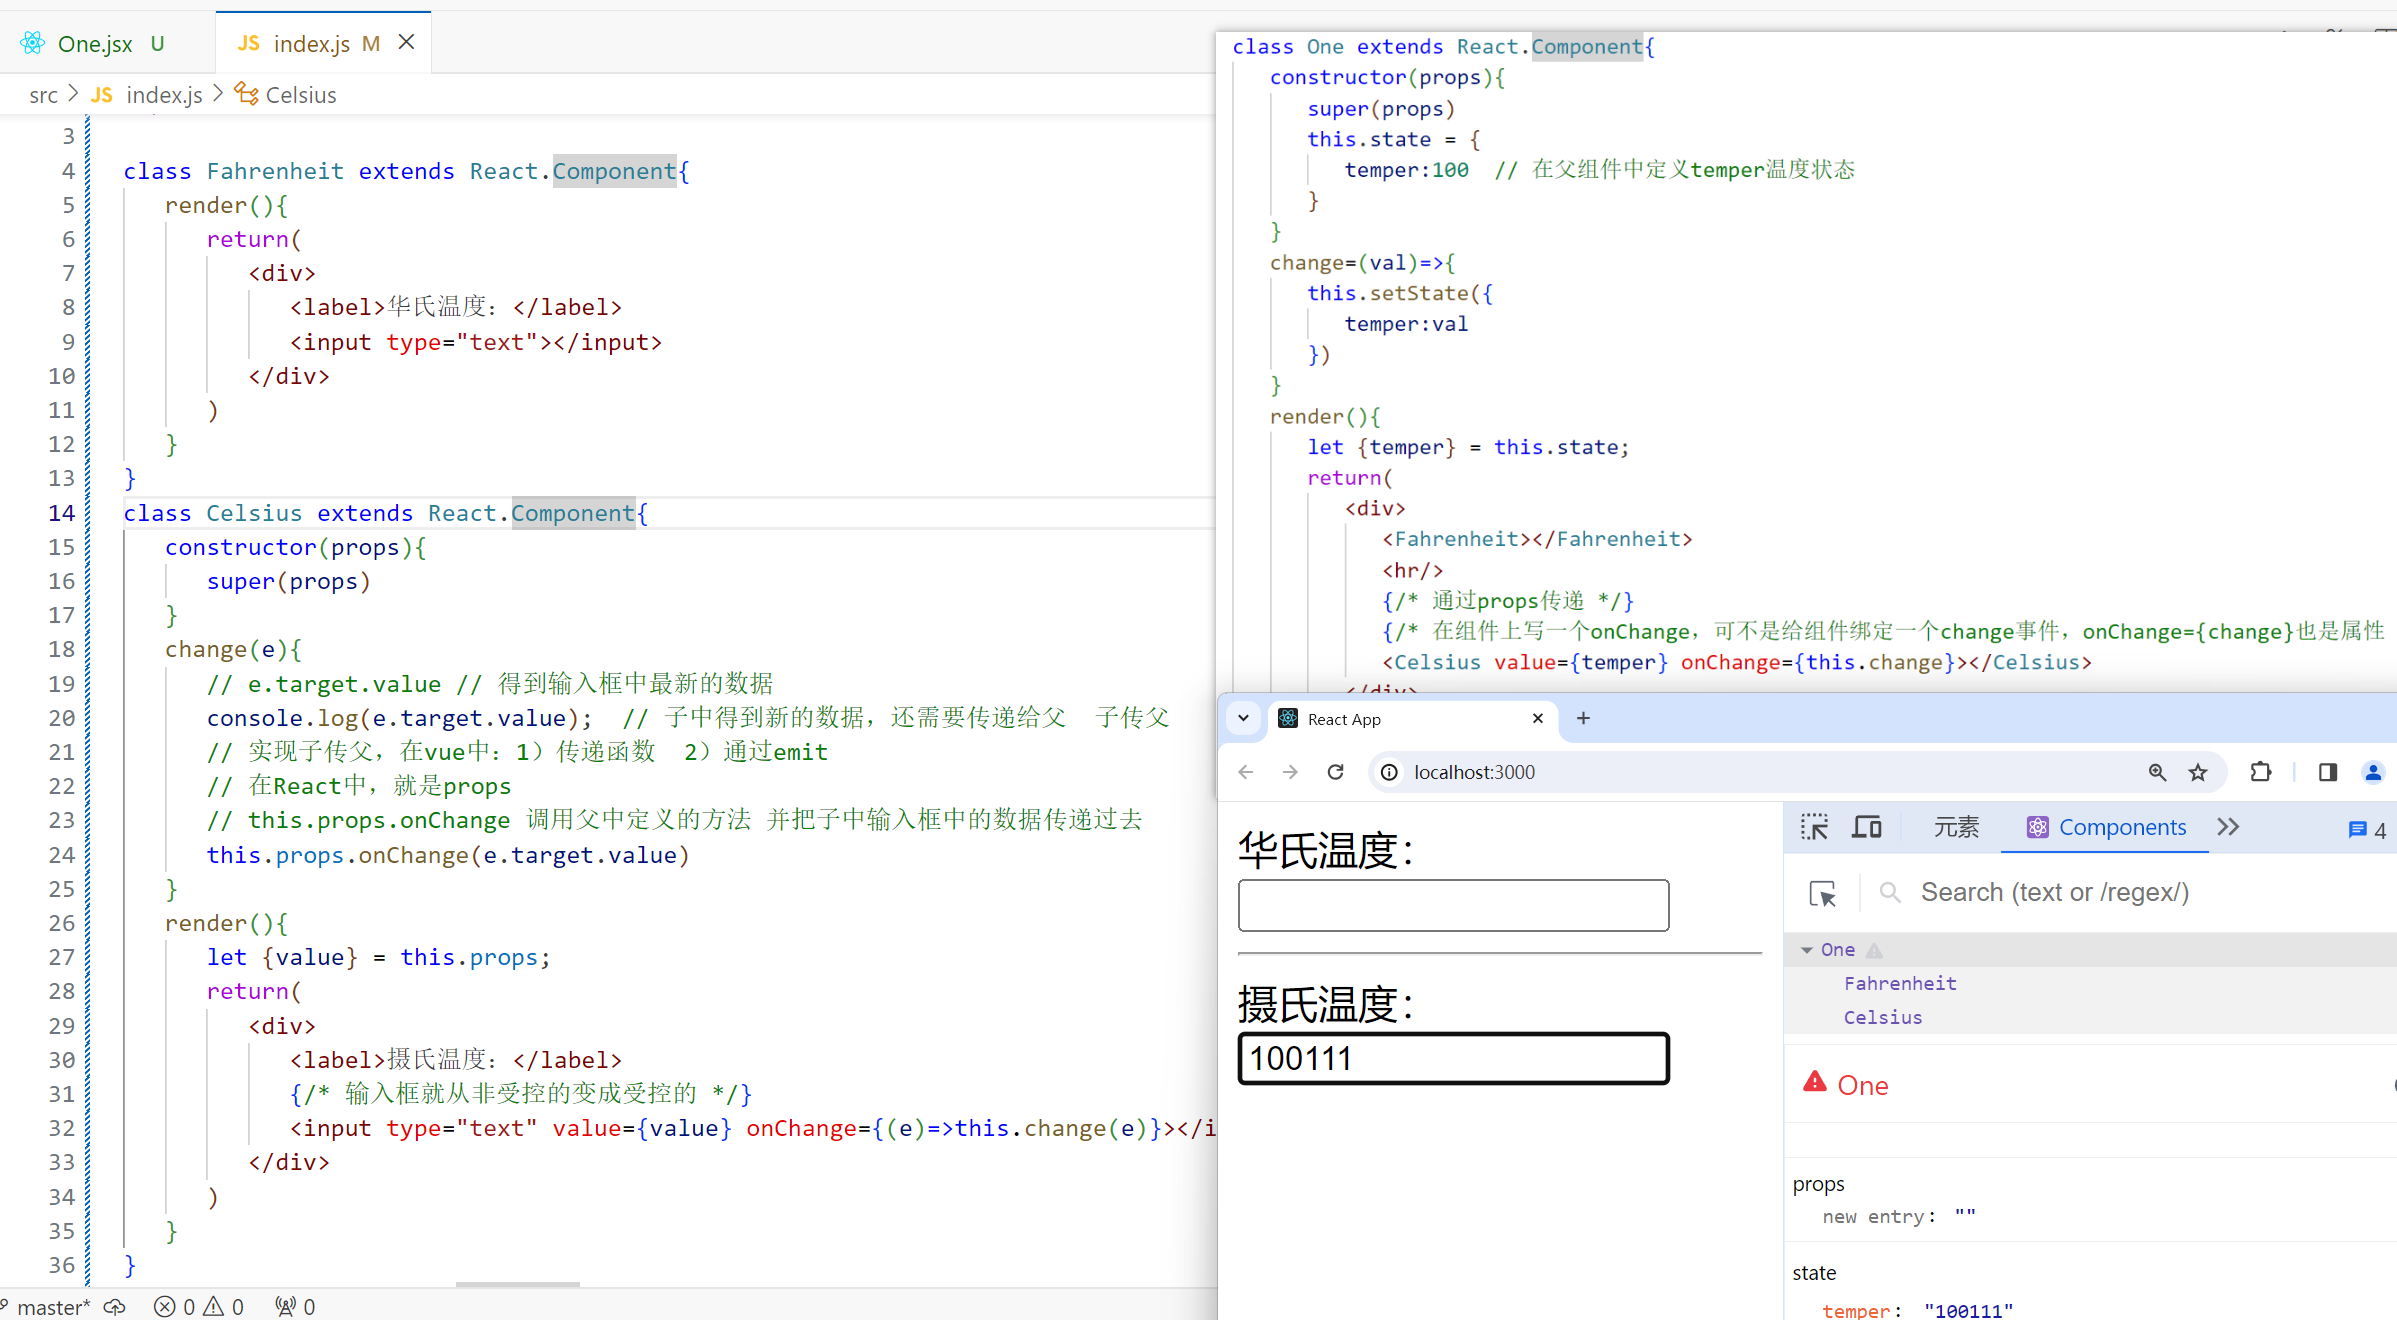 One.jsx U
JS index.js M
src > JS index.js > Celsius
3
4 class Fahrenheit extends React.Component{
5 render(){
6 return(
7 <div>
8 <label>华氏温度: </label>
9 <input type="text"></input>
10 </div>
11 )
12 }
13 }
14 class Celsius extends React.Component{
15 constructor(props){
16 super(props)
17 }
18 change(e){
19 // e.target.value // 得到输入框中最新的数据
20 console.log(e.target.value); // 子中得到新的数据，还需要传递给父 子传父
21 // 实现子传父，在vue中：1）传递函数 2）通过emit
22 // 在React中，就是props
23 // this.props.onChange 调用父中定义的方法 并把子中输入框中的数据传递过去
24 this.props.onChange(e.target.value)
25 }
26 render(){
27 let {value} = this.props;
28 return(
29 <div>
30 <label>摄氏温度: </label>
31 {/* 输入框就从非受控的变成受控的 */}
32 <input type="text" value={value} onChange={(e)=>this.change(e)}></i
33 </div>
34 )
35 }
36 }
master* 0 0 0
class One extends React.Component{
constructor(props){
super(props)
this.state = {
temper:100 // 在父组件中定义temper温度状态
}
}
change=(val)=>{
this.setState({
temper:val
})
}
render(){
let {temper} = this.state;
return(
<div>
<Fahrenheit></Fahrenheit>
<hr/>
{/* 通过props传递 */}
{/* 在组件上写一个onChange，可不是给组件绑定一个change事件，onChange={change}也是属性
<Celsius value={temper} onChange={this.change}></Celsius>
</div>
React App
localhost:3000
华氏温度:
摄氏温度:
100111
元素 Components 4
Search (text or /regex/)
One
Fahrenheit
Celsius
One
props
new entry: ""
state
temper: "100111"